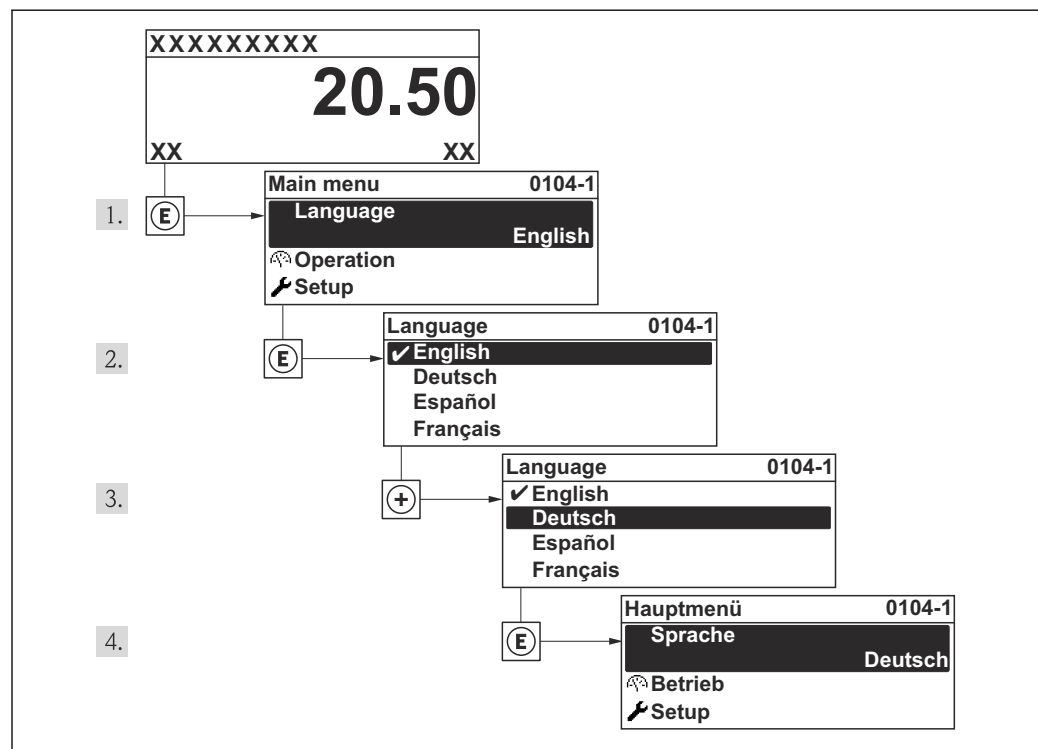 XXXXXXXXX
20.50
XX XX
1. E
Main menu 0104-1
Language
English
Operation
Setup
2. E
Language 0104-1
✔English
Deutsch
Español
Français
3. +
Language 0104-1
✔English
Deutsch
Español
Français
4. E
Hauptmenü 0104-1
Sprache
Deutsch
Betrieb
Setup